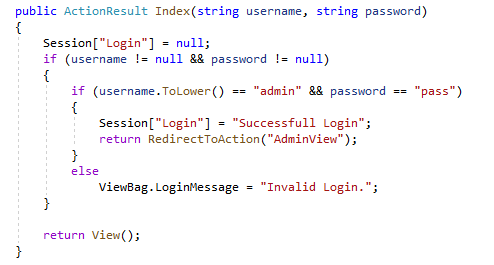 public ActionResult Index(string username, string password)
{
    Session["Login"] = null;
    if (username != null && password != null)
    {
        if (username.ToLower() == "admin" && password == "pass")
        {
            Session["Login"] = "Successfull Login";
            return RedirectToAction("AdminView");
        }
        else
            ViewBag.LoginMessage = "Invalid Login.";
    }

    return View();
}